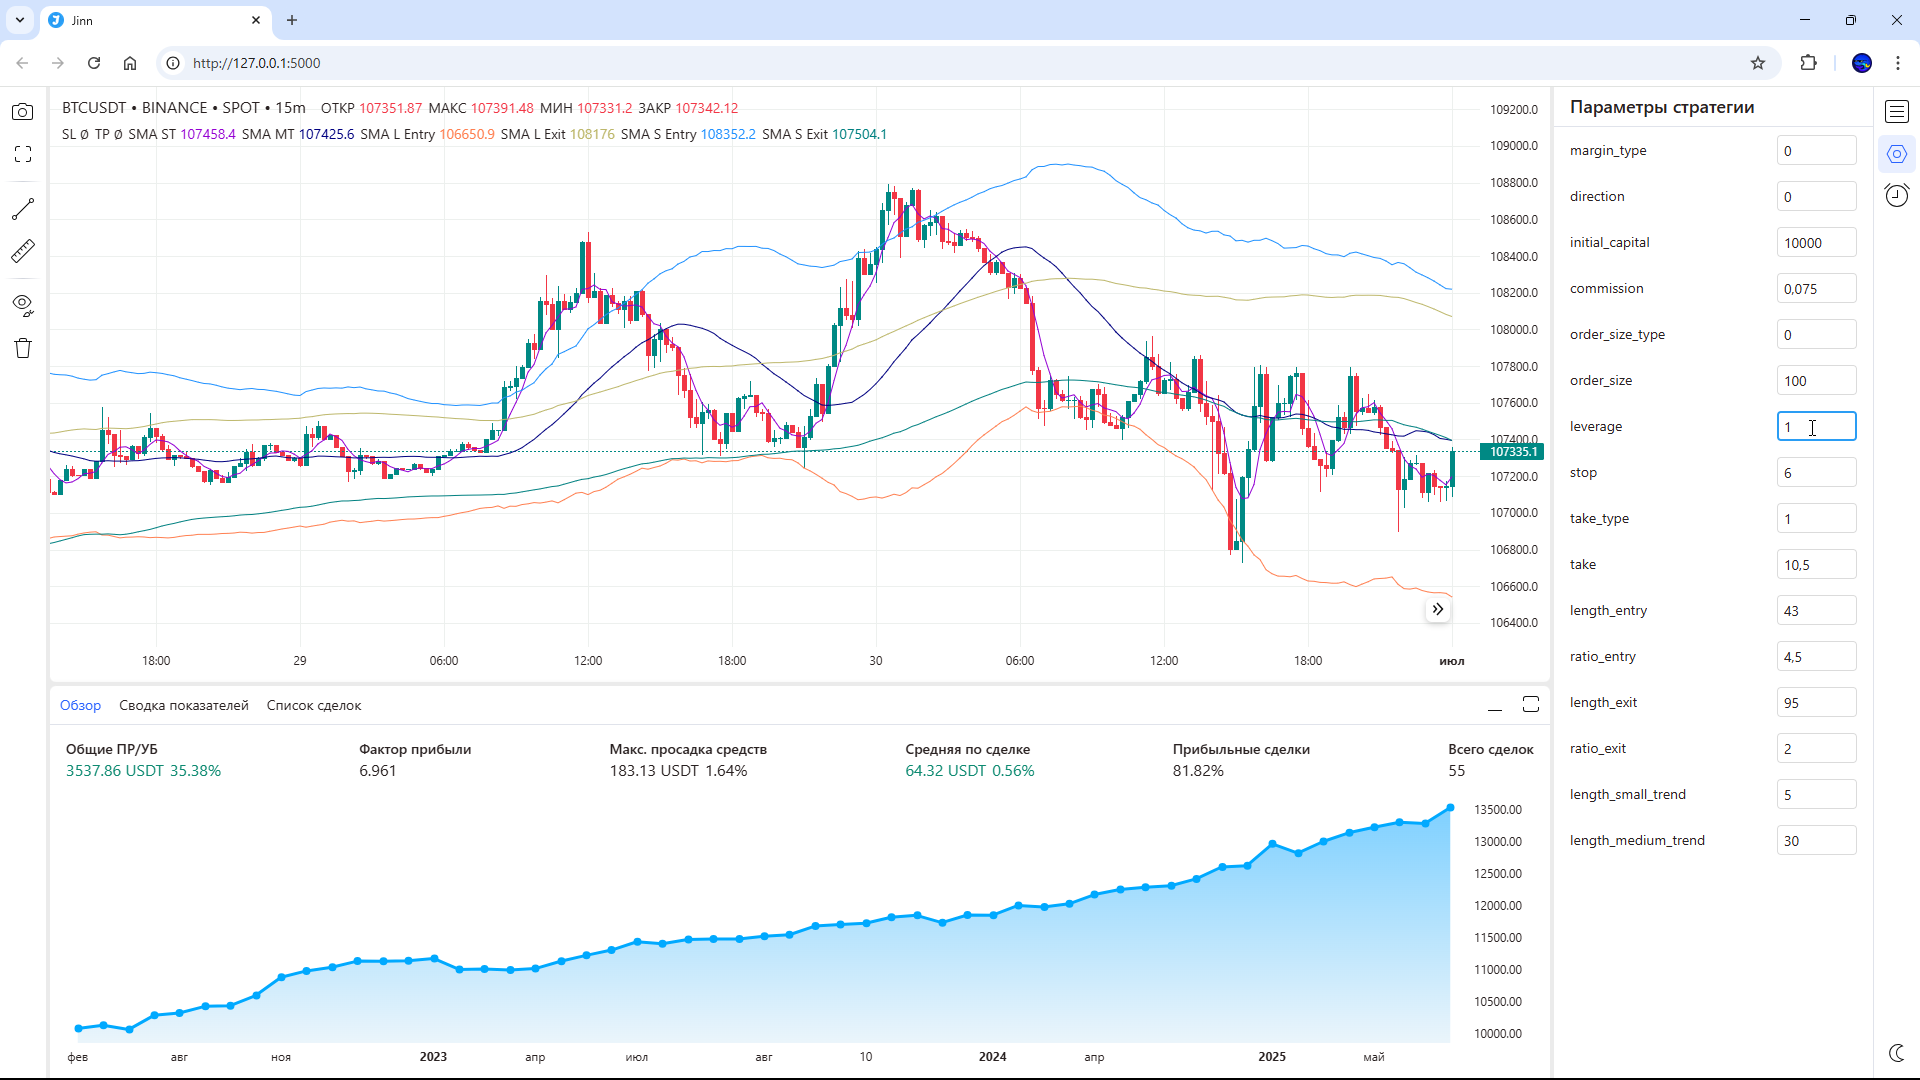 Jinn
http://127.0.0.1:5000
BTCUSDT • BINANCE • SPOT • 15m ОТКР 107351.87 МАКС 107391.48 МИН 107331.2 ЗАКР 107342.12
SL Ø TP Ø SMA ST 107458.4 SMA MT 107425.6 SMA L Entry 106650.9 SMA L Exit 108176 SMA S Entry 108352.2 SMA S Exit 107504.1
109200.0
109000.0
108800.0
108600.0
108400.0
108200.0
108000.0
107800.0
107600.0
107400.0
107335.1
107200.0
107000.0
106800.0
106600.0
106400.0
18:00 29 06:00 12:00 18:00 30 06:00 12:00 18:00 июл
Параметры стратегии
margin_type 0
direction 0
initial_capital 10000
commission 0,075
order_size_type 0
order_size 100
leverage 1
stop 6
take_type 1
take 10,5
length_entry 43
ratio_entry 4,5
length_exit 95
ratio_exit 2
length_small_trend 5
length_medium_trend 30
Обзор Сводка показателей Список сделок
Общие ПР/УБ Фактор прибыли Макс. просадка средств Средняя по сделке Прибыльные сделки Всего сделок
3537.86 USDT 35.38% 6.961 183.13 USDT 1.64% 64.32 USDT 0.56% 81.82% 55
13500.00
13000.00
12500.00
12000.00
11500.00
11000.00
10500.00
10000.00
фев авг ноя 2023 апр июл авг 10 2024 апр 2025 май